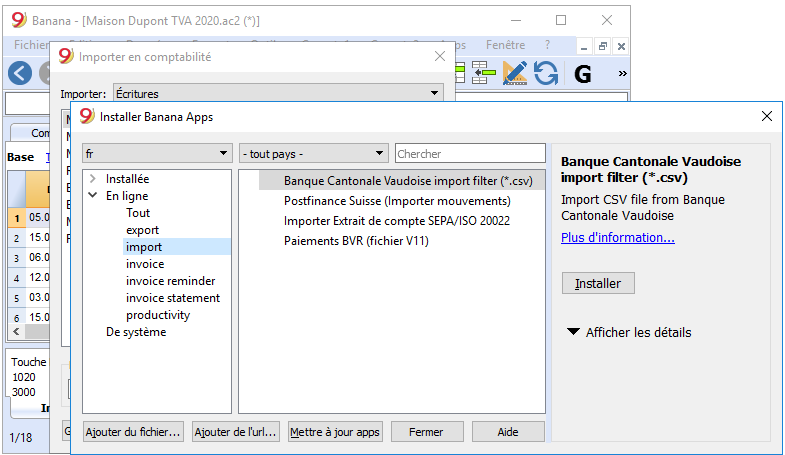 Banana - [Maison Dupont TVA 2020.ac2 (*)]
Fichier
Fenêtre ?
Importer en comptabilité
G »
Importer: Écritures
Installer Banana Apps
Com
Base
1 05.0
2 15.0
3 06.0
4 12.0
5 03.0
6 15.0
Touche
1020
3000
1/18
fr
- tout pays -
Chercher
Installée
En ligne
Tout
export
import
invoice
invoice reminder
invoice statement
productivity
De système
Banque Cantonale Vaudoise import filter (*.csv)
Postfinance Suisse (Importer mouvements)
Importer Extrait de compte SEPA/ISO 20022
Paiements BVR (fichier V11)
Banque Cantonale Vaudoise
import filter (*.csv)
Import CSV file from Banque
Cantonale Vaudoise
Plus d'information...
Installer
Afficher les détails
Ajouter du fichier... Ajouter de l'url... Mettre à jour apps Fermer Aide